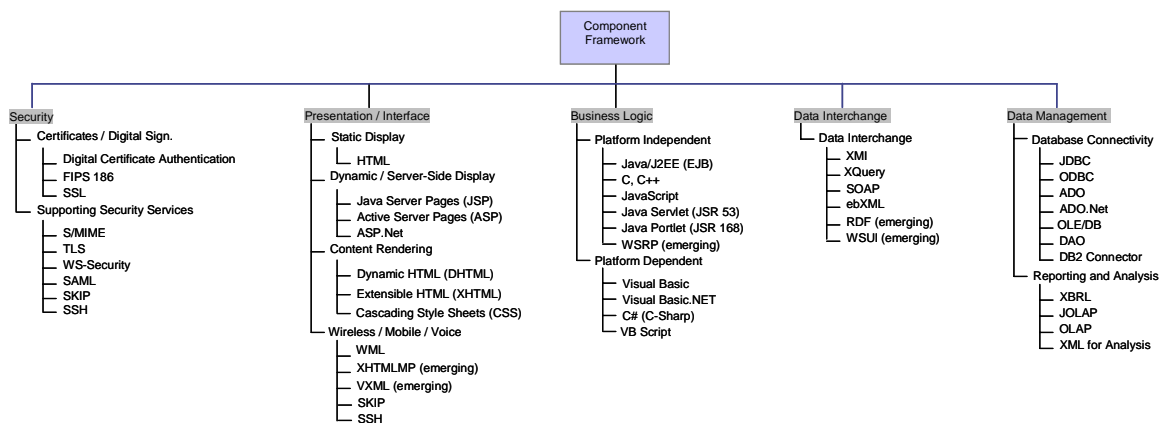 Component
Framework
Security
Certificates / Digital Sign.
Digital Certificate Authentication
FIPS 186
SSL
Supporting Security Services
S/MIME
TLS
WS-Security
SAML
SKIP
SSH
Presentation / Interface
Static Display
HTML
Dynamic / Server-Side Display
Java Server Pages (JSP)
Active Server Pages (ASP)
ASP.Net
Content Rendering
Dynamic HTML (DHTML)
Extensible HTML (XHTML)
Cascading Style Sheets (CSS)
Wireless / Mobile / Voice
WML
XHTMLMP (emerging)
VXML (emerging)
SKIP
SSH
Business Logic
Platform Independent
Java/J2EE (EJB)
C, C++
JavaScript
Java Servlet (JSR 53)
Java Portlet (JSR 168)
WSRP (emerging)
Platform Dependent
Visual Basic
Visual Basic.NET
C# (C-Sharp)
VB Script
Data Interchange
Data Interchange
XMI
XQuery
SOAP
ebXML
RDF (emerging)
WSUI (emerging)
Data Management
Database Connectivity
JDBC
ODBC
ADO
ADO.Net
OLE/DB
DAO
DB2 Connector
Reporting and Analysis
XBRL
JOLAP
OLAP
XML for Analysis